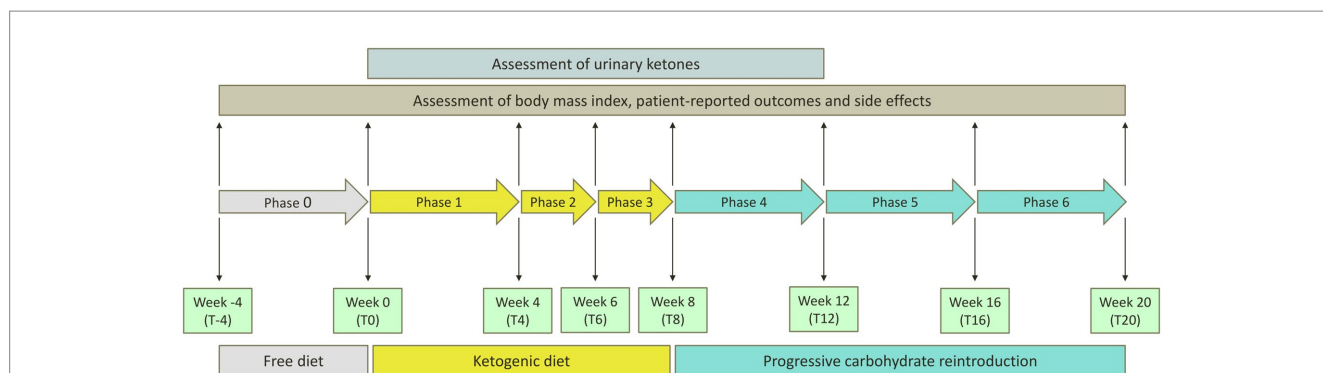 Assessment of urinary ketones
Assessment of body mass index, patient-reported outcomes and side effects
Phase 0
Phase 1
Phase 2
Phase 3
Phase 4
Phase 5
Phase 6
Week -4
(T-4)
Week 0
(T0)
Week 4
(T4)
Week 6
(T6)
Week 8
(T8)
Week 12
(T12)
Week 16
(T16)
Week 20
(T20)
Free diet
Ketogenic diet
Progressive carbohydrate reintroduction